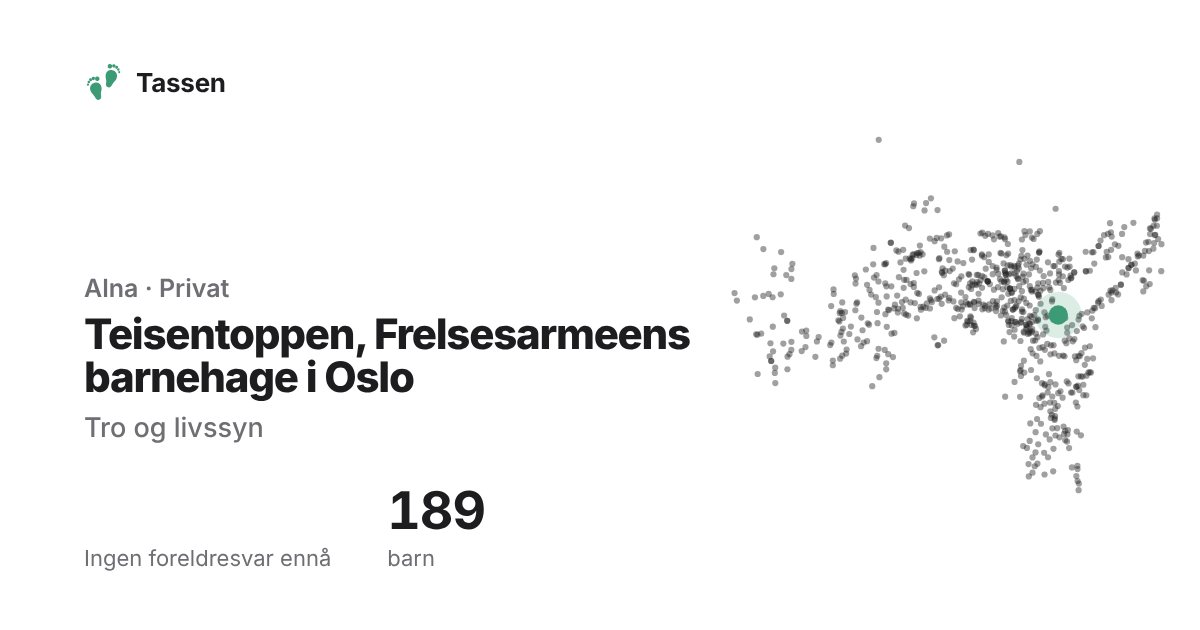 Tassen
Alna · Privat
Teisentoppen, Frelsesarmeens
barnehage i Oslo
Tro og livssyn
189
Ingen foreldresvar ennå
barn